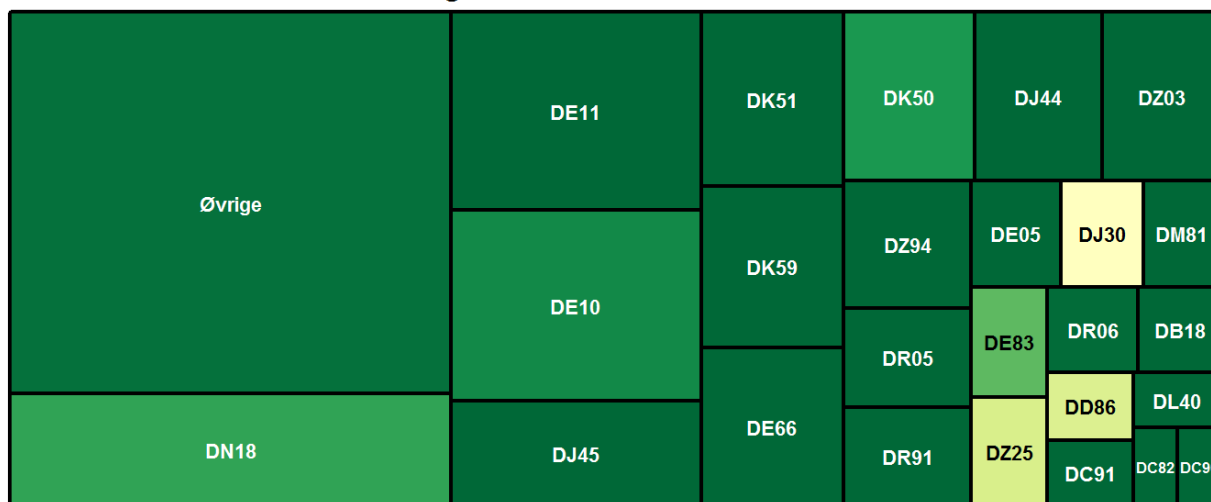 Øvrige
DN18
DE11
DE10
DJ45
DK51
DK59
DE66
DK50
DJ44
DZ03
DZ94
DR05
DR91
DE05
DJ30
DM81
DE83
DZ25
DR06
DB18
DD86
DL40
DC91
DC82